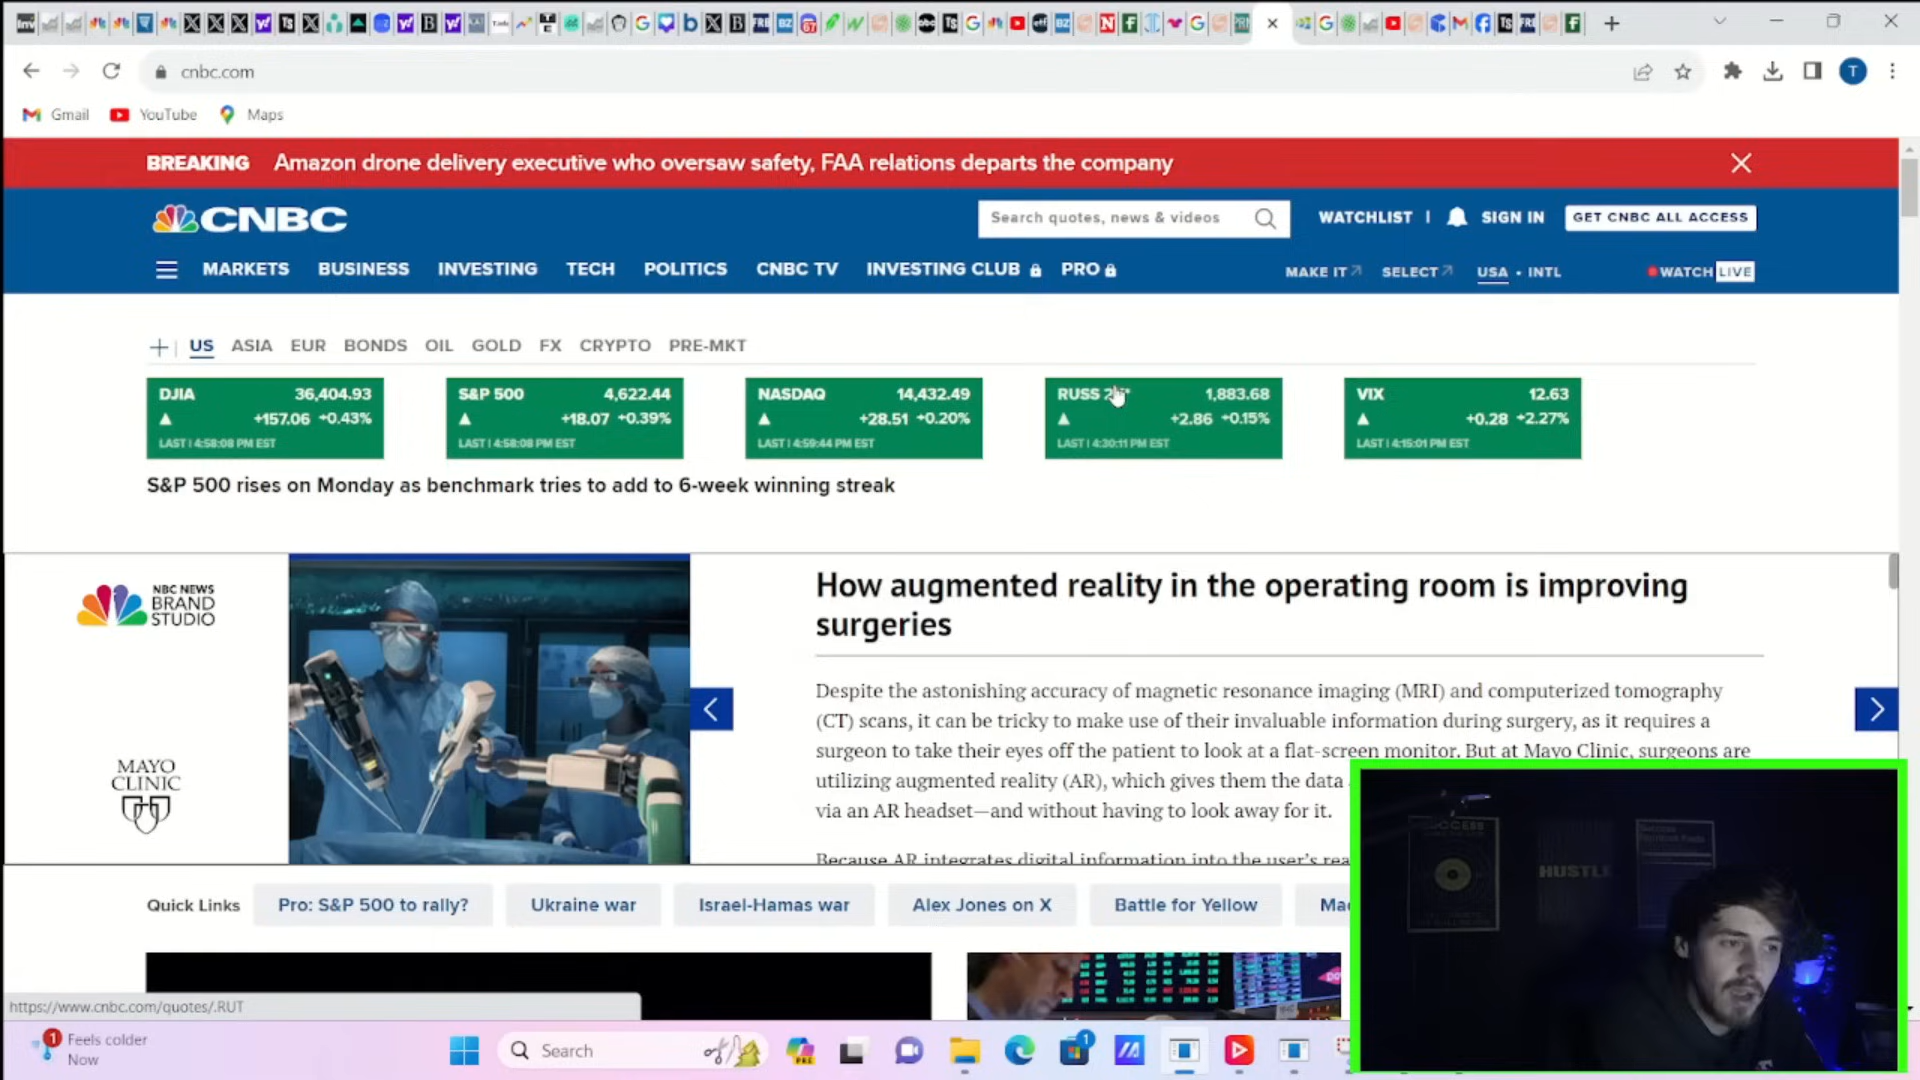 cnbc.com
Gmail YouTube Maps
BREAKING Amazon drone delivery executive who oversaw safety, FAA relations departs the company
CNBC
Search quotes, news & videos
WATCHLIST | SIGN IN GET CNBC ALL ACCESS
MARKETS BUSINESS INVESTING TECH POLITICS CNBC TV INVESTING CLUB PRO
MAKE IT SELECT USA • INTL WATCH LIVE
US ASIA EUR BONDS OIL GOLD FX CRYPTO PRE-MKT
DJIA 36,404.93
+157.06 +0.43%
LAST | 4:58:08 PM EST
S&P 500 4,622.44
+18.07 +0.39%
LAST | 4:58:08 PM EST
NASDAQ 14,432.49
+28.51 +0.20%
LAST | 4:59:44 PM EST
RUSS 1,883.68
+2.86 +0.15%
LAST | 4:30:11 PM EST
VIX 12.63
+0.28 +2.27%
LAST | 4:15:01 PM EST
S&P 500 rises on Monday as benchmark tries to add to 6-week winning streak
NBC NEWS
BRAND
STUDIO
MAYO
CLINIC
How augmented reality in the operating room is improving
surgeries
Despite the astonishing accuracy of magnetic resonance imaging (MRI) and computerized tomography
(CT) scans, it can be tricky to make use of their invaluable information during surgery, as it requires a
surgeon to take their eyes off the patient to look at a flat-screen monitor. But at Mayo Clinic, surgeons are
utilizing augmented reality (AR), which gives them the data
via an AR headset—and without having to look away for it.
Because AR integrates digital information into the user's rea
Quick Links Pro: S&P 500 to rally? Ukraine war Israel-Hamas war Alex Jones on X Battle for Yellow Ma
HUSTLE
https://www.cnbc.com/quotes/.RUT
Feels colder
Now
Search